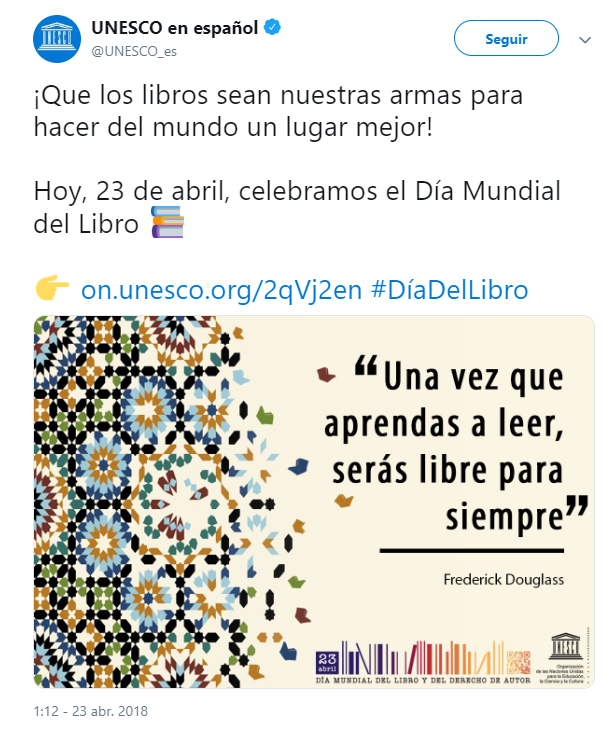 UNESCO en español
@UNESCO_es
Seguir
¡Que los libros sean nuestras armas para
hacer del mundo un lugar mejor!
Hoy, 23 de abril, celebramos el Día Mundial
del Libro 📚
👉 on.unesco.org/2qVj2en #DíaDelLibro
“Una vez que
aprendas a leer,
serás libre para
siempre”
Frederick Douglass
23
abril
DÍA MUNDIAL DEL LIBRO Y DEL DERECHO DE AUTOR
UNESCO
Organización
de las Naciones Unidas
para la Educación,
la Ciencia y la Cultura
1:12 - 23 abr. 2018